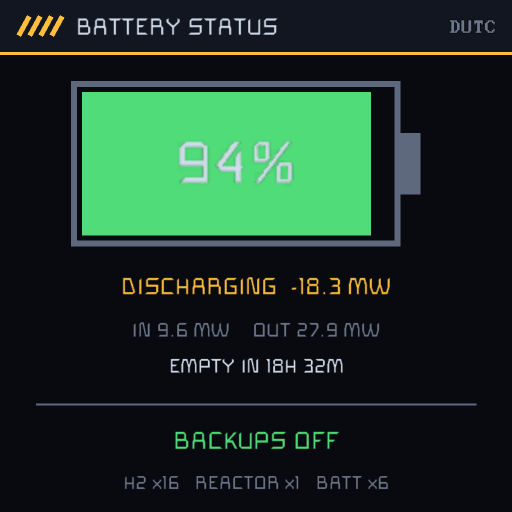 BATTERY STATUS DUTC
94%
DISCHARGING -18.3 MW
IN 9.6 MW OUT 27.9 MW
EMPTY IN 18H 32M
BACKUPS OFF
H2 x16 REACTOR x1 BATT x6